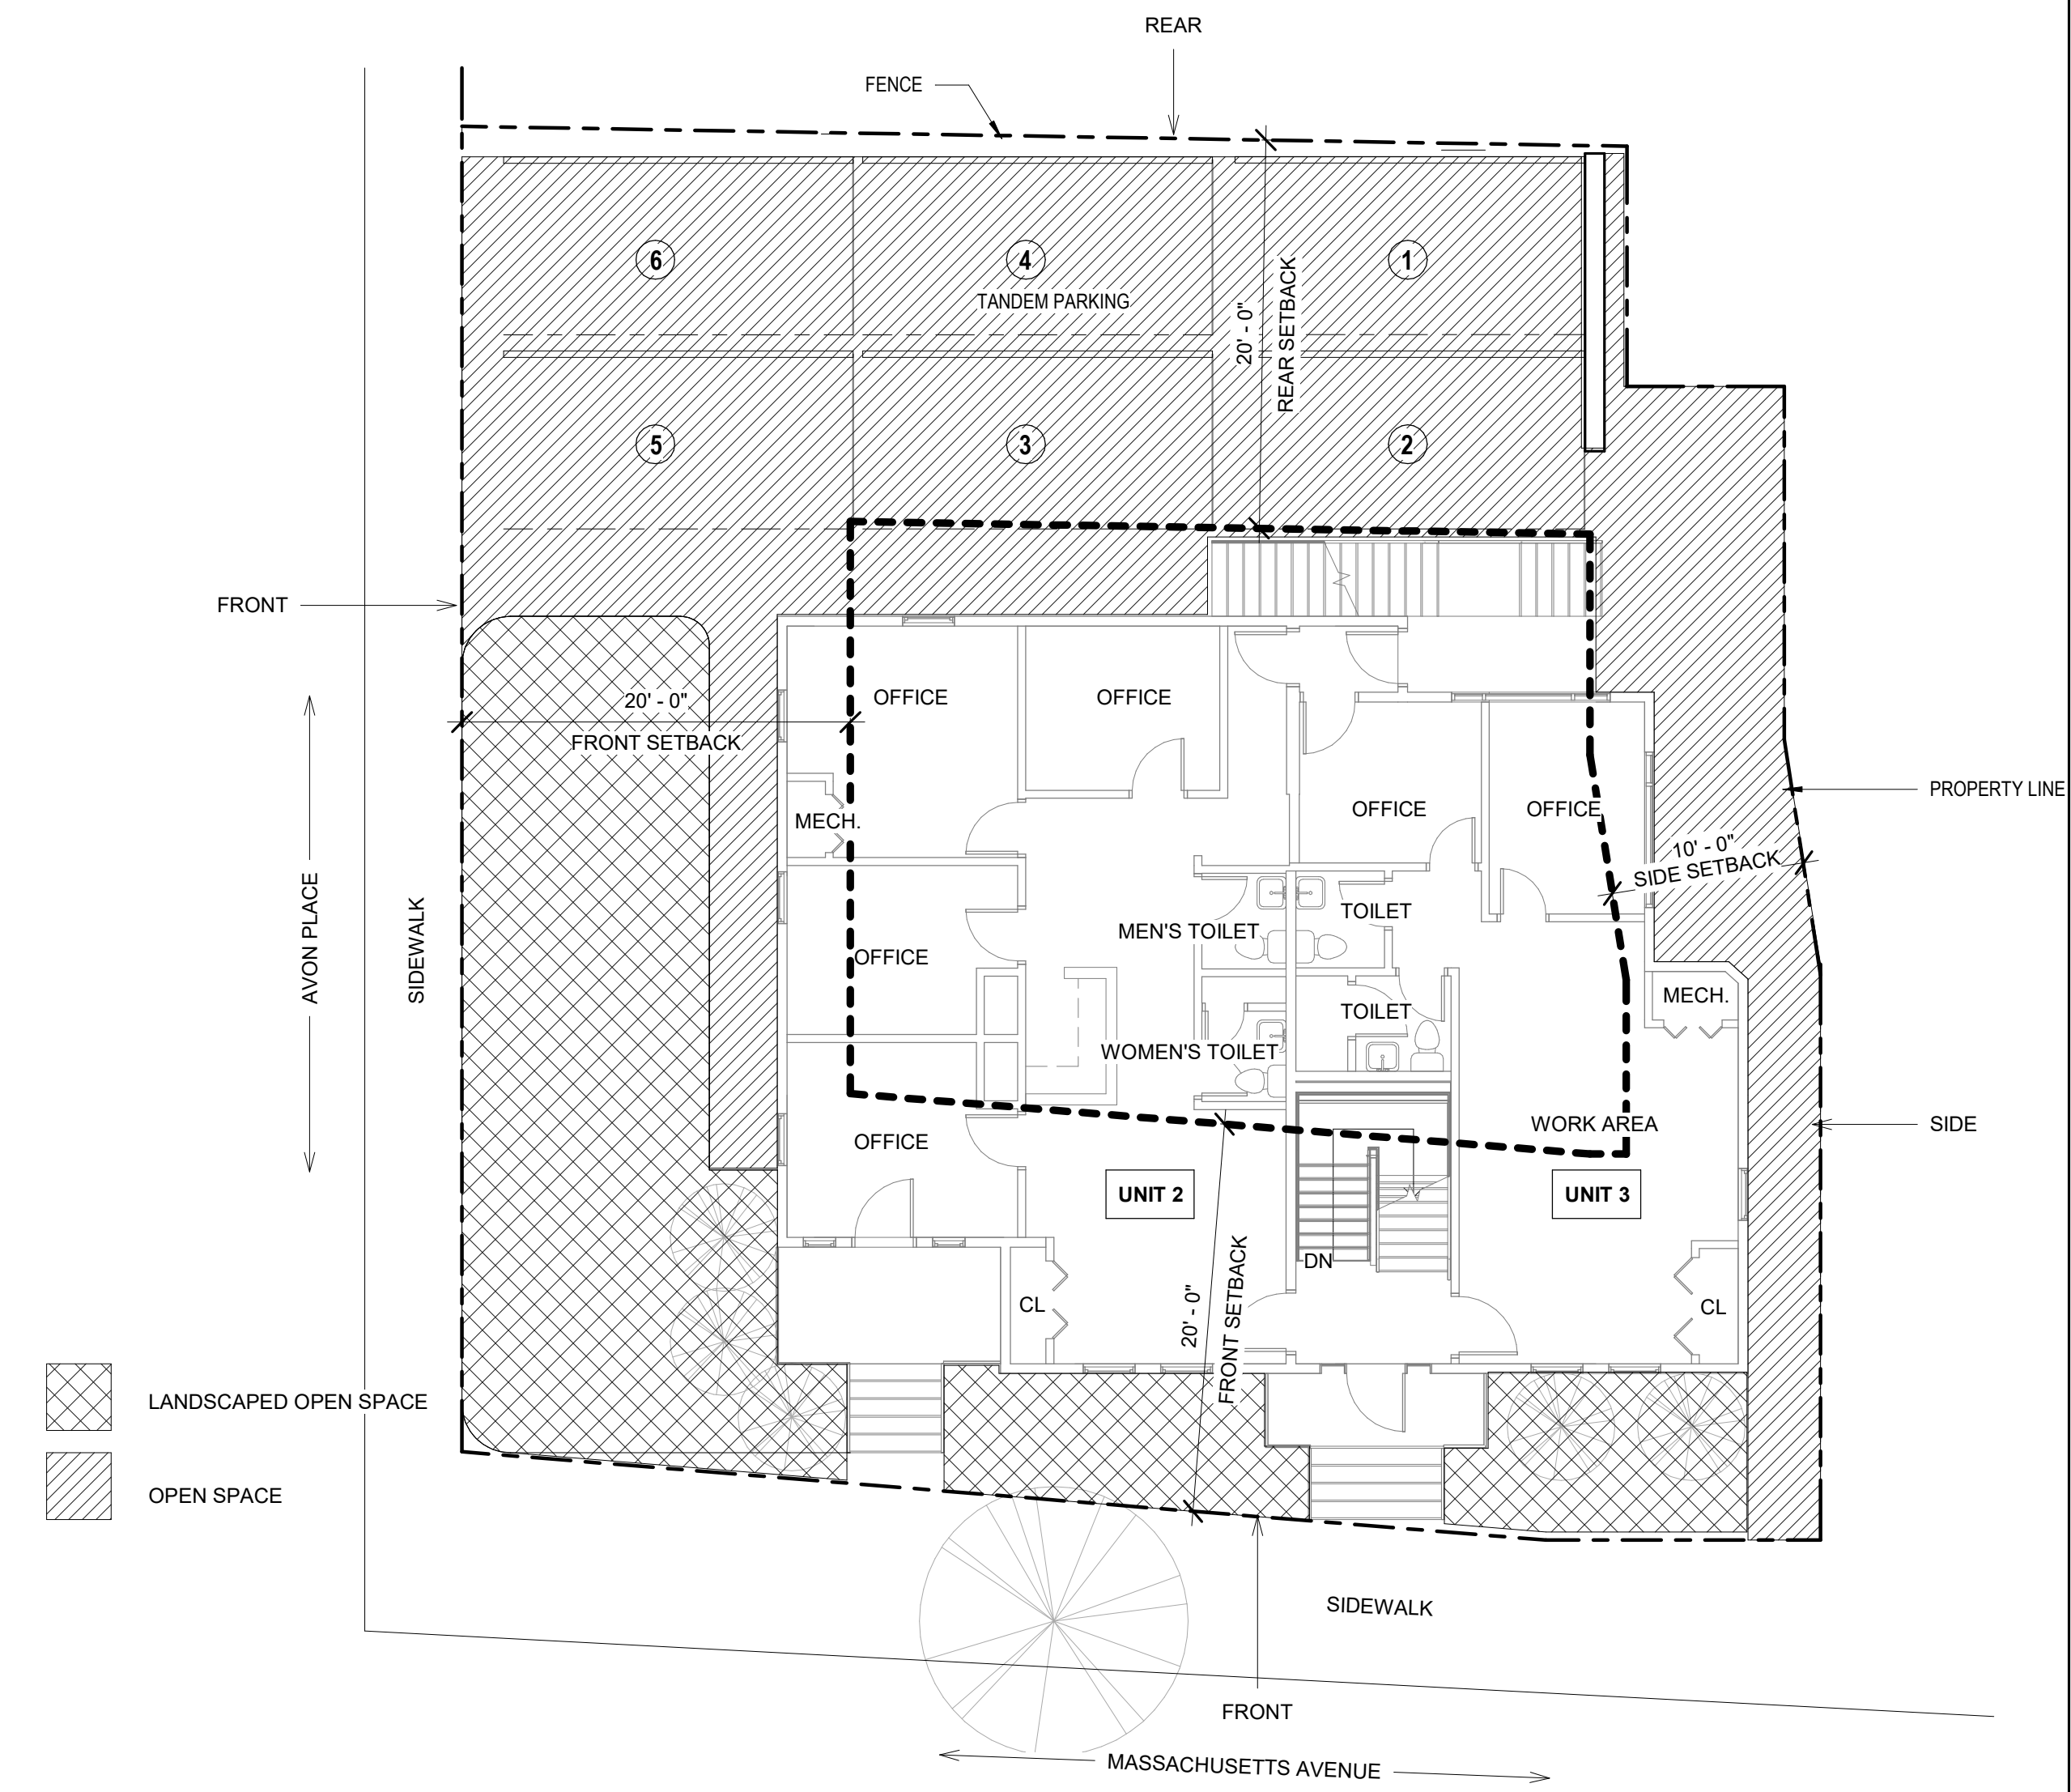 REAR
FENCE
6
4
1
TANDEM PARKING
20' - 0"
REAR SETBACK
5
3
2
FRONT
20' - 0"
FRONT SETBACK
OFFICE
OFFICE
OFFICE
OFFICE
PROPERTY LINE
MECH.
10' - 0"
SIDE SETBACK
AVON PLACE
SIDEWALK
OFFICE
MEN'S TOILET
TOILET
MECH.
TOILET
WOMEN'S TOILET
OFFICE
WORK AREA
SIDE
UNIT 2
UNIT 3
DN
20' - 0"
FRONT SETBACK
CL
CL
LANDSCAPED OPEN SPACE
OPEN SPACE
SIDEWALK
FRONT
MASSACHUSETTS AVENUE